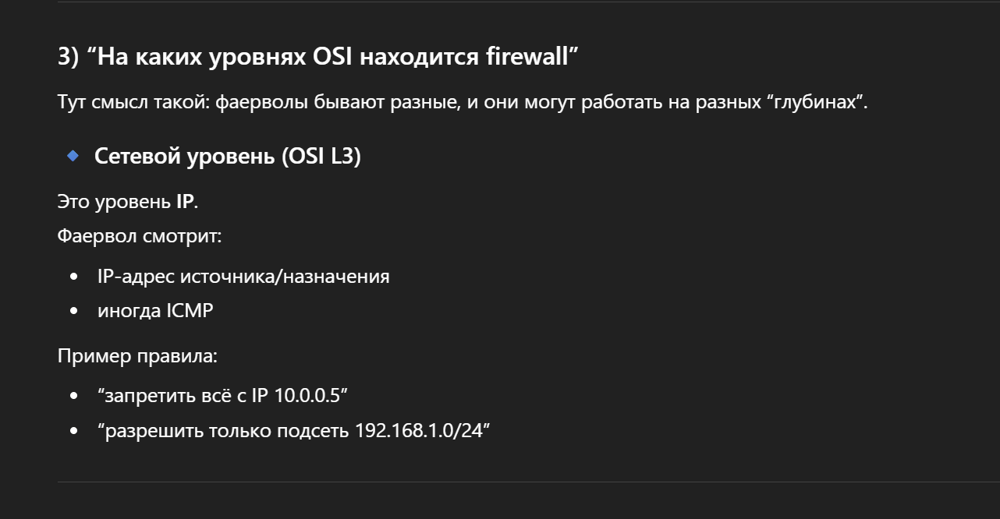 3) “На каких уровнях OSI находится firewall”
Тут смысл такой: фаерволы бывают разные, и они могут работать на разных “глубинах”.
Сетевой уровень (OSI L3)
Это уровень IP.
Фаервол смотрит:
• IP-адрес источника/назначения
• иногда ICMP
Пример правила:
• “запретить всё с IP 10.0.0.5”
• “разрешить только подсеть 192.168.1.0/24”